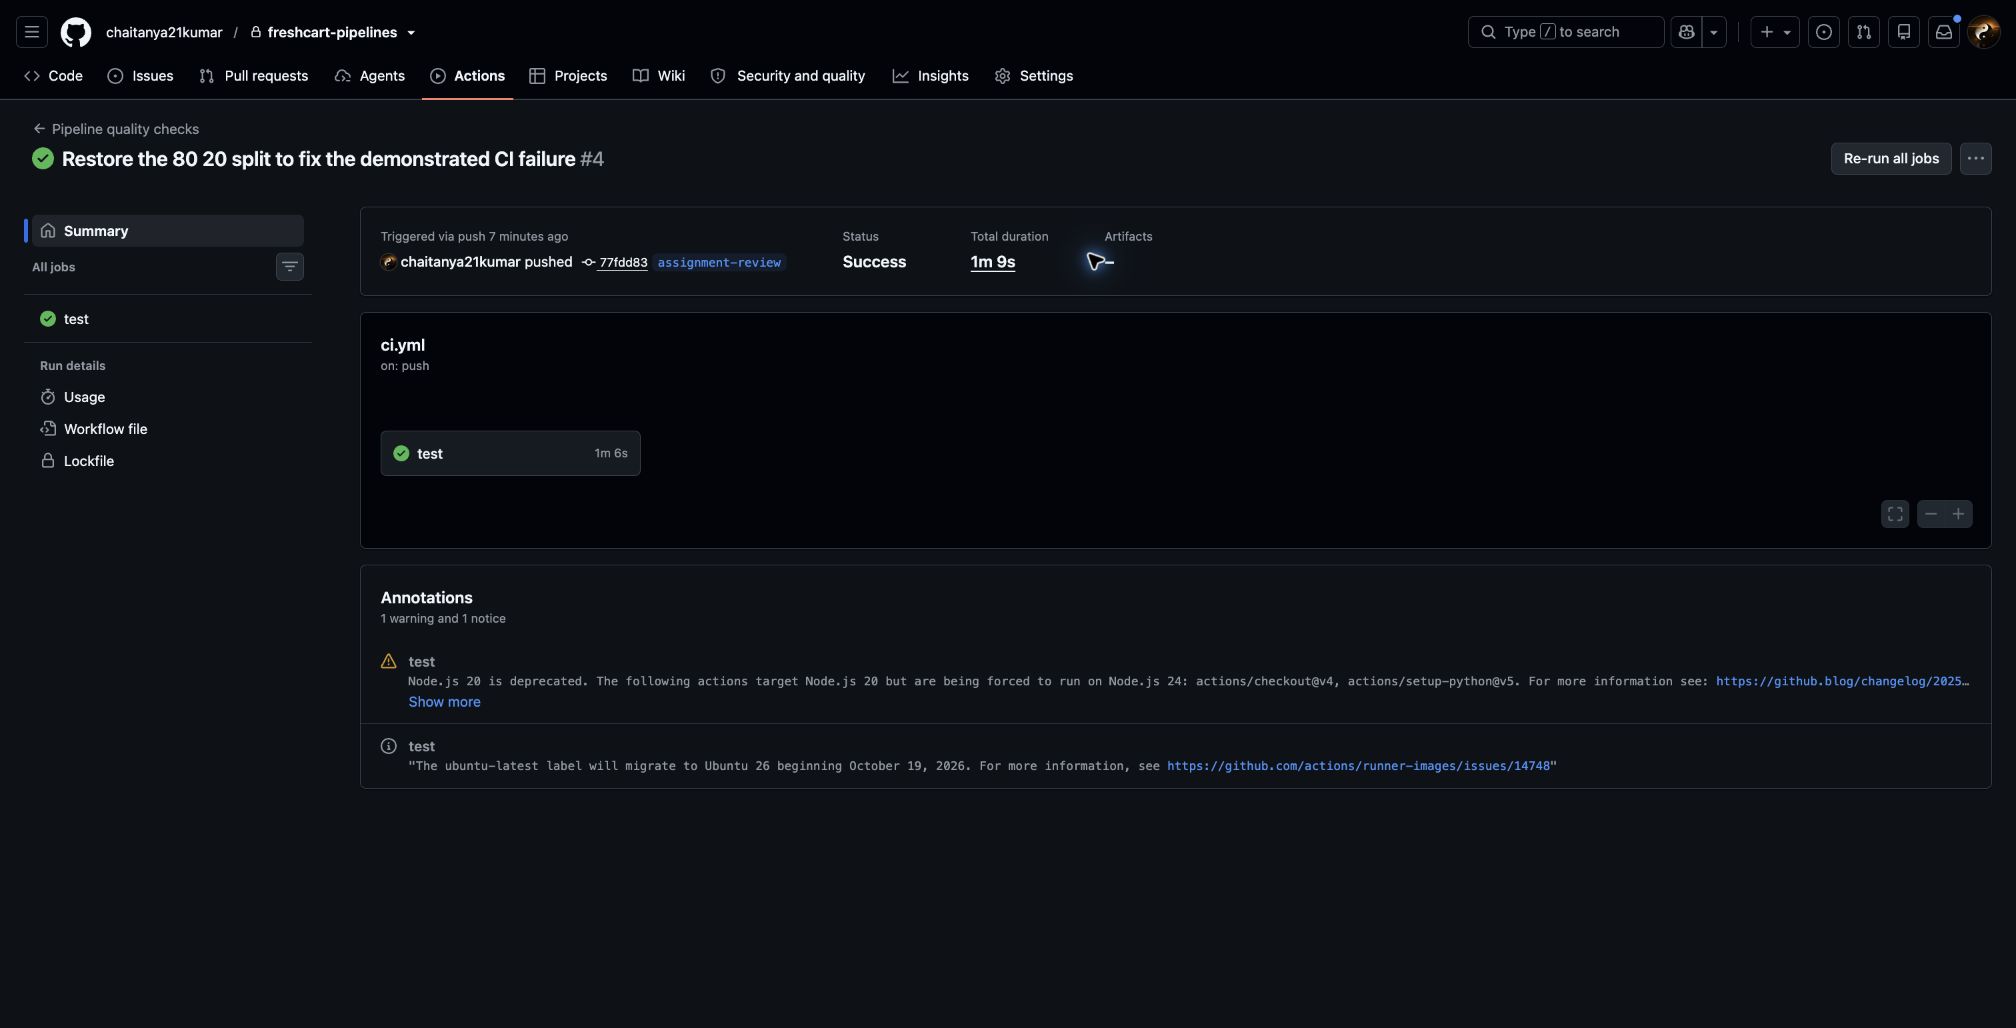 chaitanya21kumar / freshcart-pipelines
Type / to search
Code Issues Pull requests Agents Actions Projects Wiki Security and quality Insights Settings
Pipeline quality checks
Restore the 80 20 split to fix the demonstrated CI failure #4
Re-run all jobs
Summary
All jobs
test
Run details
Usage
Workflow file
Lockfile
Triggered via push 7 minutes ago
chaitanya21kumar pushed 77fdd83 assignment-review
Status
Success
Total duration
1m 9s
Artifacts
–
ci.yml
on: push
test 1m 6s
Annotations
1 warning and 1 notice
test
Node.js 20 is deprecated. The following actions target Node.js 20 but are being forced to run on Node.js 24: actions/checkout@v4, actions/setup-python@v5. For more information see: https://github.blog/changelog/2025…
Show more
test
"The ubuntu-latest label will migrate to Ubuntu 26 beginning October 19, 2026. For more information, see https://github.com/actions/runner-images/issues/14748"